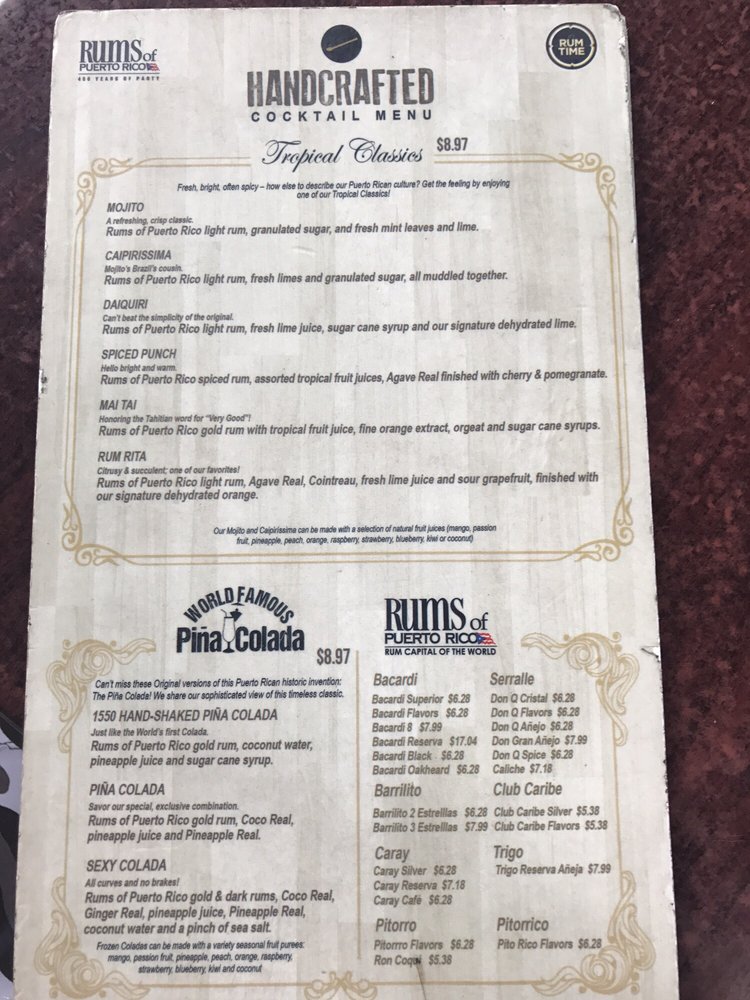 RUMS of
PUERTO RICO
400 YEARS OF PARTY
RUM
TIME
HANDCRAFTED
COCKTAIL MENU
Tropical Classics $8.97
Fresh, bright, often spicy – how else to describe our Puerto Rican culture? Get the feeling by enjoying
one of our Tropical Classics!
MOJITO
A refreshing, crisp classic.
Rums of Puerto Rico light rum, granulated sugar, and fresh mint leaves and lime.
CAIPIRISSIMA
Mojito's Brazil's cousin.
Rums of Puerto Rico light rum, fresh limes and granulated sugar, all muddled together.
DAIQUIRI
Can't beat the simplicity of the original.
Rums of Puerto Rico light rum, fresh lime juice, sugar cane syrup and our signature dehydrated lime.
SPICED PUNCH
Hello bright and warm.
Rums of Puerto Rico spiced rum, assorted tropical fruit juices, Agave Real finished with cherry & pomegranate.
MAI TAI
Honoring the Tahitian word for "Very Good"!
Rums of Puerto Rico gold rum with tropical fruit juice, fine orange extract, orgeat and sugar cane syrups.
RUM RITA
Citrusy & succulent; one of our favorites!
Rums of Puerto Rico light rum, Agave Real, Cointreau, fresh lime juice and sour grapefruit, finished with
our signature dehydrated orange.
Our Mojito and Caipirissima can be made with a selection of natural fruit juices (mango, passion
fruit, pineapple, peach, orange, raspberry, strawberry, blueberry, kiwi or coconut)
WORLD FAMOUS
Piña Colada
$8.97
Can't miss these Original versions of this Puerto Rican historic invention:
The Piña Colada! We share our sophisticated view of this timeless classic.
1550 HAND-SHAKED PIÑA COLADA
Just like the World's first Colada.
Rums of Puerto Rico gold rum, coconut water,
pineapple juice and sugar cane syrup.
PIÑA COLADA
Savor our special, exclusive combination.
Rums of Puerto Rico gold rum, Coco Real,
pineapple juice and Pineapple Real.
SEXY COLADA
All curves and no brakes!
Rums of Puerto Rico gold & dark rums, Coco Real,
Ginger Real, pineapple juice, Pineapple Real,
coconut water and a pinch of sea salt.
Frozen Coladas can be made with a variety seasonal fruit purees:
mango, passion fruit, pineapple, peach, orange, raspberry,
strawberry, blueberry, kiwi and coconut
RUMS of
PUERTO RICO
RUM CAPITAL OF THE WORLD
Bacardi
Bacardi Superior $6.28
Bacardi Flavors $6.28
Bacardi 8 $7.99
Bacardi Reserva $17.04
Bacardi Black $6.28
Bacardi Oakheard $6.28
Serralle
Don Q Cristal $6.28
Don Q Flavors $6.28
Don Q Añejo $6.28
Don Gran Añejo $7.99
Don Q Spice $6.28
Caliche $7.18
Barrilito
Barrilito 2 Estrelllas $6.28
Barrilito 3 Estrelllas $7.99
Club Caribe
Club Caribe Silver $5.38
Club Caribe Flavors $5.38
Caray
Caray Silver $6.28
Caray Reserva $7.18
Caray Café $6.28
Trigo
Trigo Reserva Añeja $7.99
Pitorro
Pitorrro Flavors $6.28
Ron Coqui $5.38
Pitorrico
Pito Rico Flavors $6.28